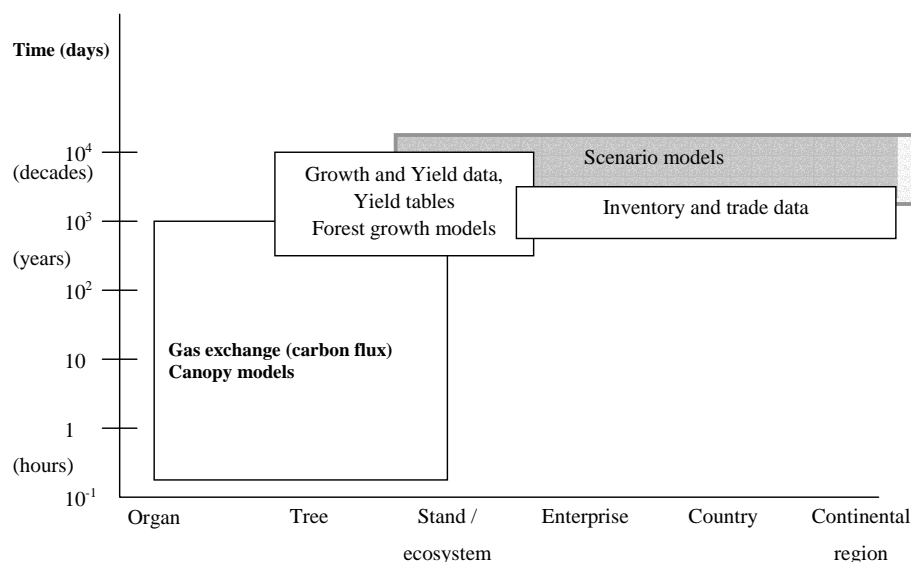 Time (days)
10⁴
(decades)
10³
(years)
10²
10
1
(hours)
10⁻¹
Scenario models
Growth and Yield data,
Yield tables
Forest growth models
Inventory and trade data
Gas exchange (carbon flux)
Canopy models
Organ
Tree
Stand /
ecosystem
Enterprise
Country
Continental
region